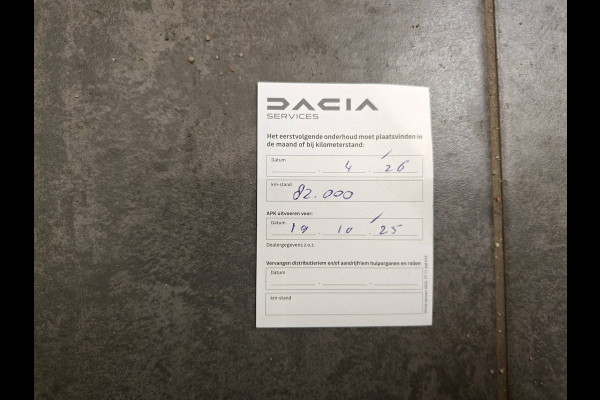 DACIA
SERVICES
Het eerstvolgende onderhoud moet plaatsvinden in
de maand of bij kilometerstand:
Datum
4 / 26
km-stand
82.000
APK uitvoeren voor:
Datum
19 . 10 / 25
Dealergegevens z.o.z.
Vervangen distributieriem en/of aandrijfriem hulporganen en rollen
Datum
km-stand